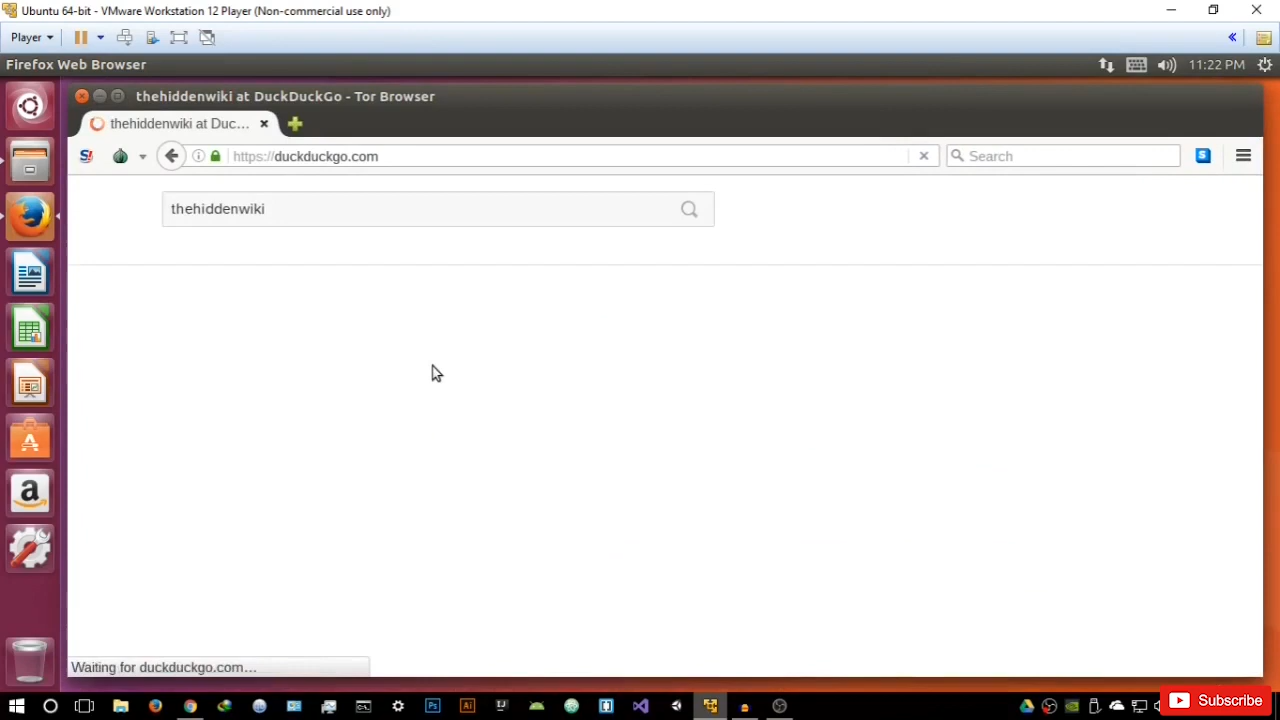 Ubuntu 64-bit - VMware Workstation 12 Player (Non-commercial use only)
Player
Firefox Web Browser
11:22 PM
thehiddenwiki at DuckDuckGo - Tor Browser
thehiddenwiki at Duc...
https://duckduckgo.com
Search
thehiddenwiki
Waiting for duckduckgo.com…
Subscribe